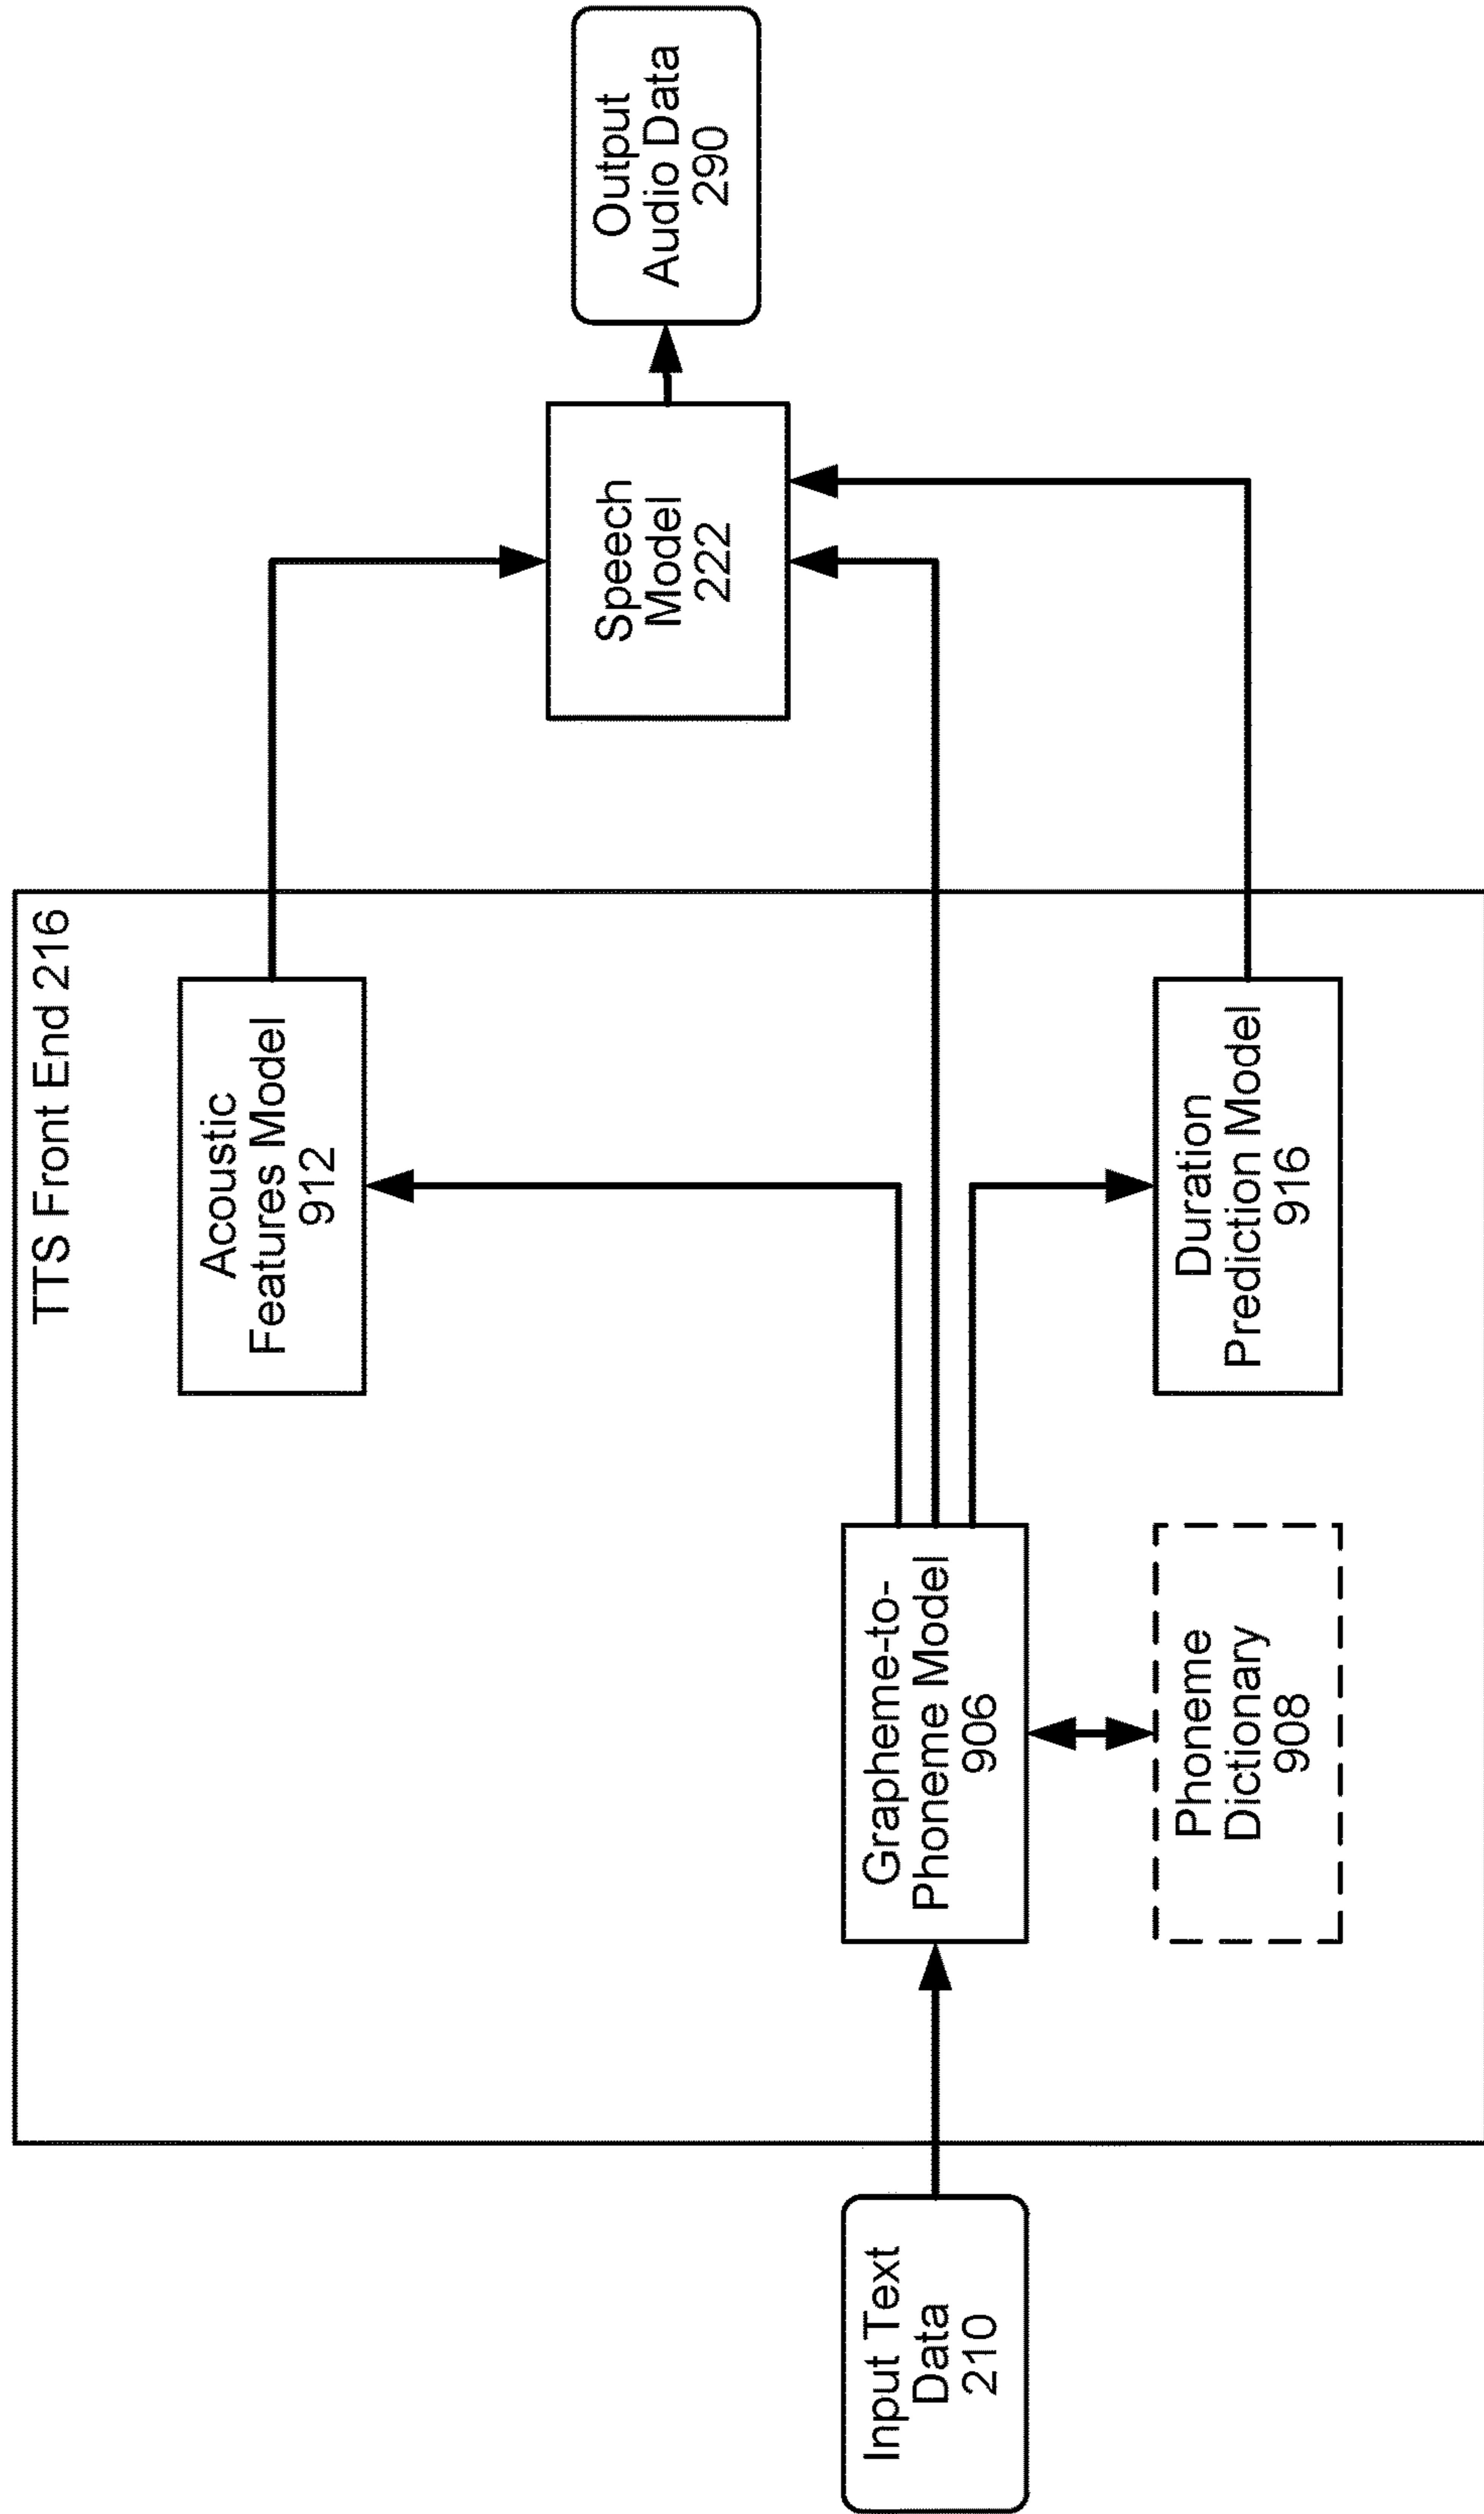 TTS Front End 216
Acoustic
Features Model
912
Speech
Model
222
Output
Audio Data
290
Input Text
Data
210
Grapheme-to-
Phoneme Model
906
Phoneme
Dictionary
908
Duration
Prediction Model
916